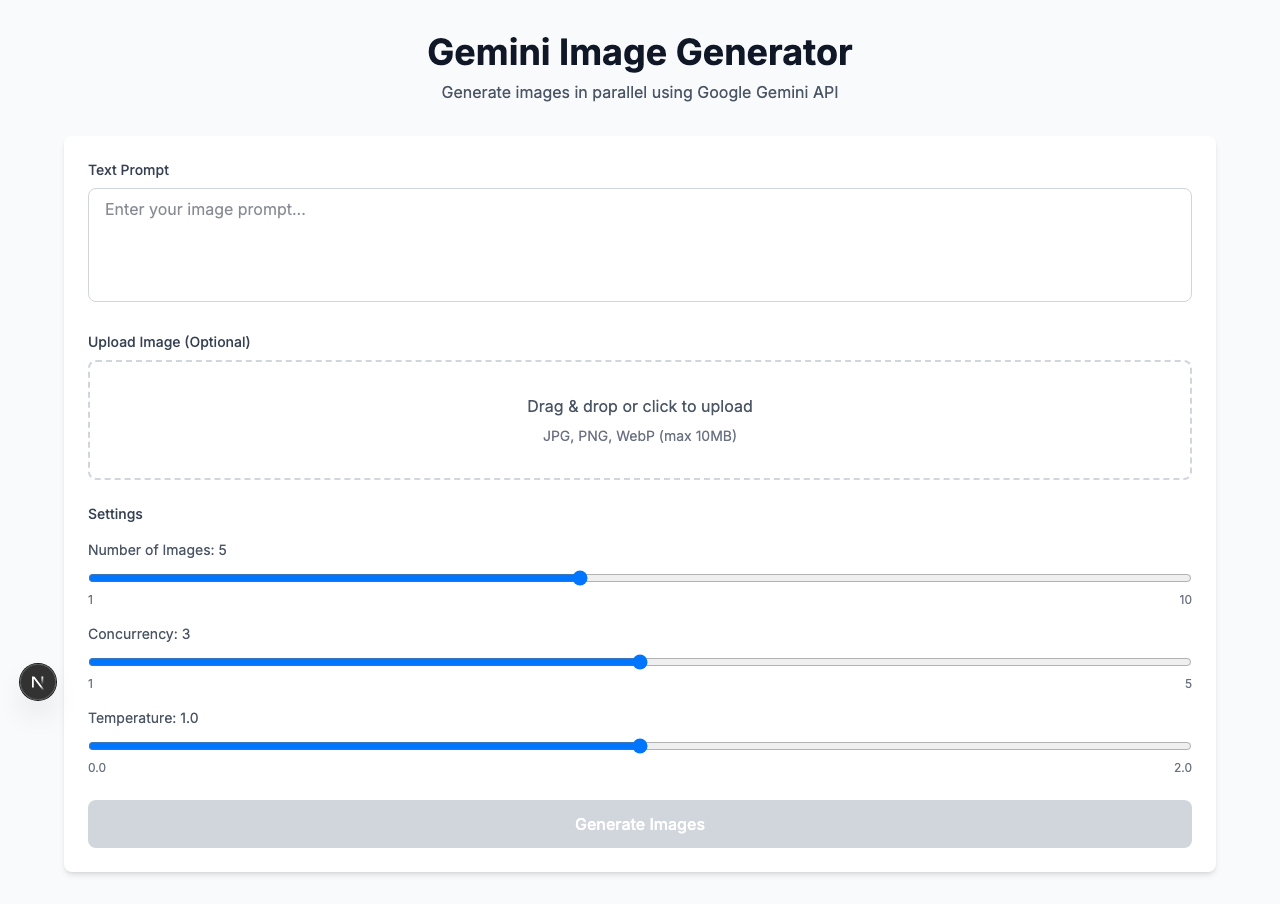 Gemini Image Generator
Generate images in parallel using Google Gemini API
Text Prompt
Enter your image prompt...
Upload Image (Optional)
Drag & drop or click to upload
JPG, PNG, WebP (max 10MB)
Settings
Number of Images: 5
1 10
Concurrency: 3
1 5
N
Temperature: 1.0
0.0 2.0
Generate Images